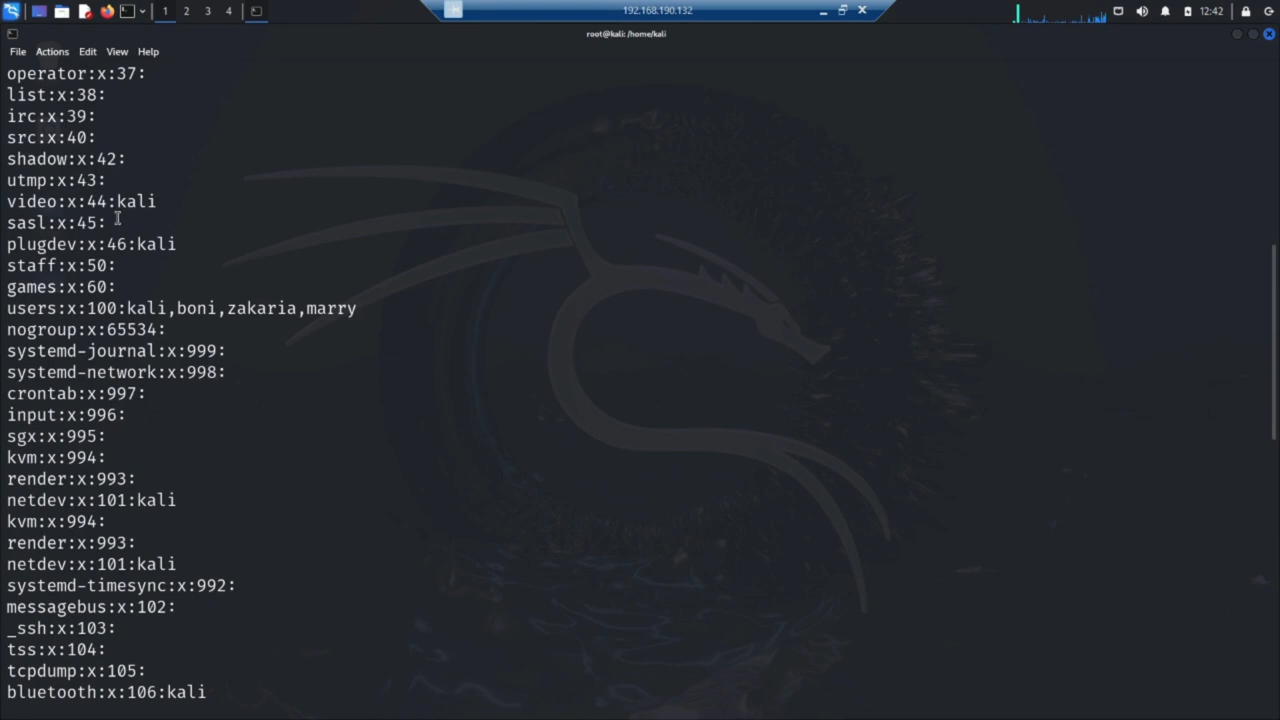 1 2 3 4
192.168.190.132
12:42
root@kali: /home/kali
File Actions Edit View Help
operator:x:37:
list:x:38:
irc:x:39:
src:x:40:
shadow:x:42:
utmp:x:43:
video:x:44:kali
sasl:x:45:
plugdev:x:46:kali
staff:x:50:
games:x:60:
users:x:100:kali,boni,zakaria,marry
nogroup:x:65534:
systemd-journal:x:999:
systemd-network:x:998:
crontab:x:997:
input:x:996:
sgx:x:995:
kvm:x:994:
render:x:993:
netdev:x:101:kali
kvm:x:994:
render:x:993:
netdev:x:101:kali
systemd-timesync:x:992:
messagebus:x:102:
_ssh:x:103:
tss:x:104:
tcpdump:x:105:
bluetooth:x:106:kali